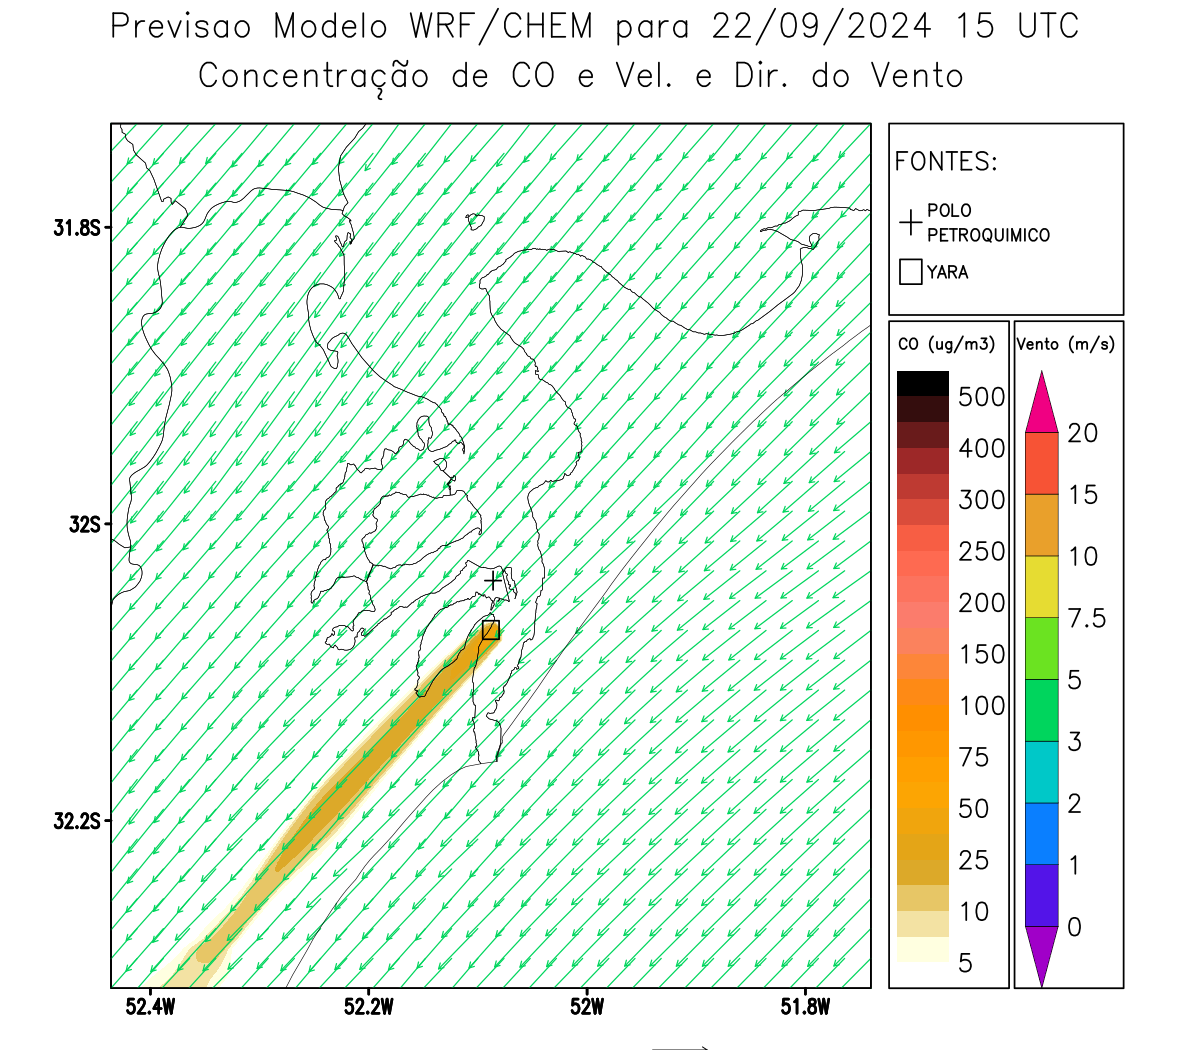 Previsao Modelo WRF/CHEM para 22/09/2024 15 UTC
Concentração de CO e Vel. e Dir. do Vento
FONTES:
POLO
PETROQUIMICO
YARA
31.8S
32S
32.2S
52.4W 52.2W 52W 51.8W
CO (ug/m3)
500
400
300
250
200
150
100
75
50
25
10
5
Vento (m/s)
20
15
10
7.5
5
3
2
1
0